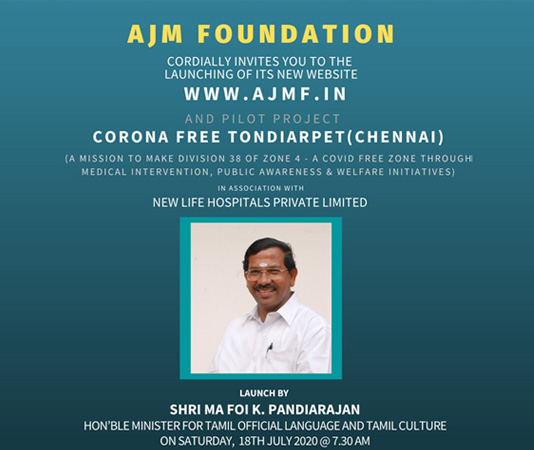 AJM FOUNDATION
CORDIALLY INVITES YOU TO THE
LAUNCHING OF ITS NEW WEBSITE
WWW.AJMF.IN
AND PILOT PROJECT
CORONA FREE TONDIARPET(CHENNAI)
(A MISSION TO MAKE DIVISION 38 OF ZONE 4 - A COVID FREE ZONE THROUGH
MEDICAL INTERVENTION, PUBLIC AWARENESS & WELFARE INITIATIVES)
IN ASSOCIATION WITH
NEW LIFE HOSPITALS PRIVATE LIMITED
LAUNCH BY
SHRI MA FOI K. PANDIARAJAN
HON'BLE MINISTER FOR TAMIL OFFICIAL LANGUAGE AND TAMIL CULTURE
ON SATURDAY, 18TH JULY 2020 @ 7.30 AM